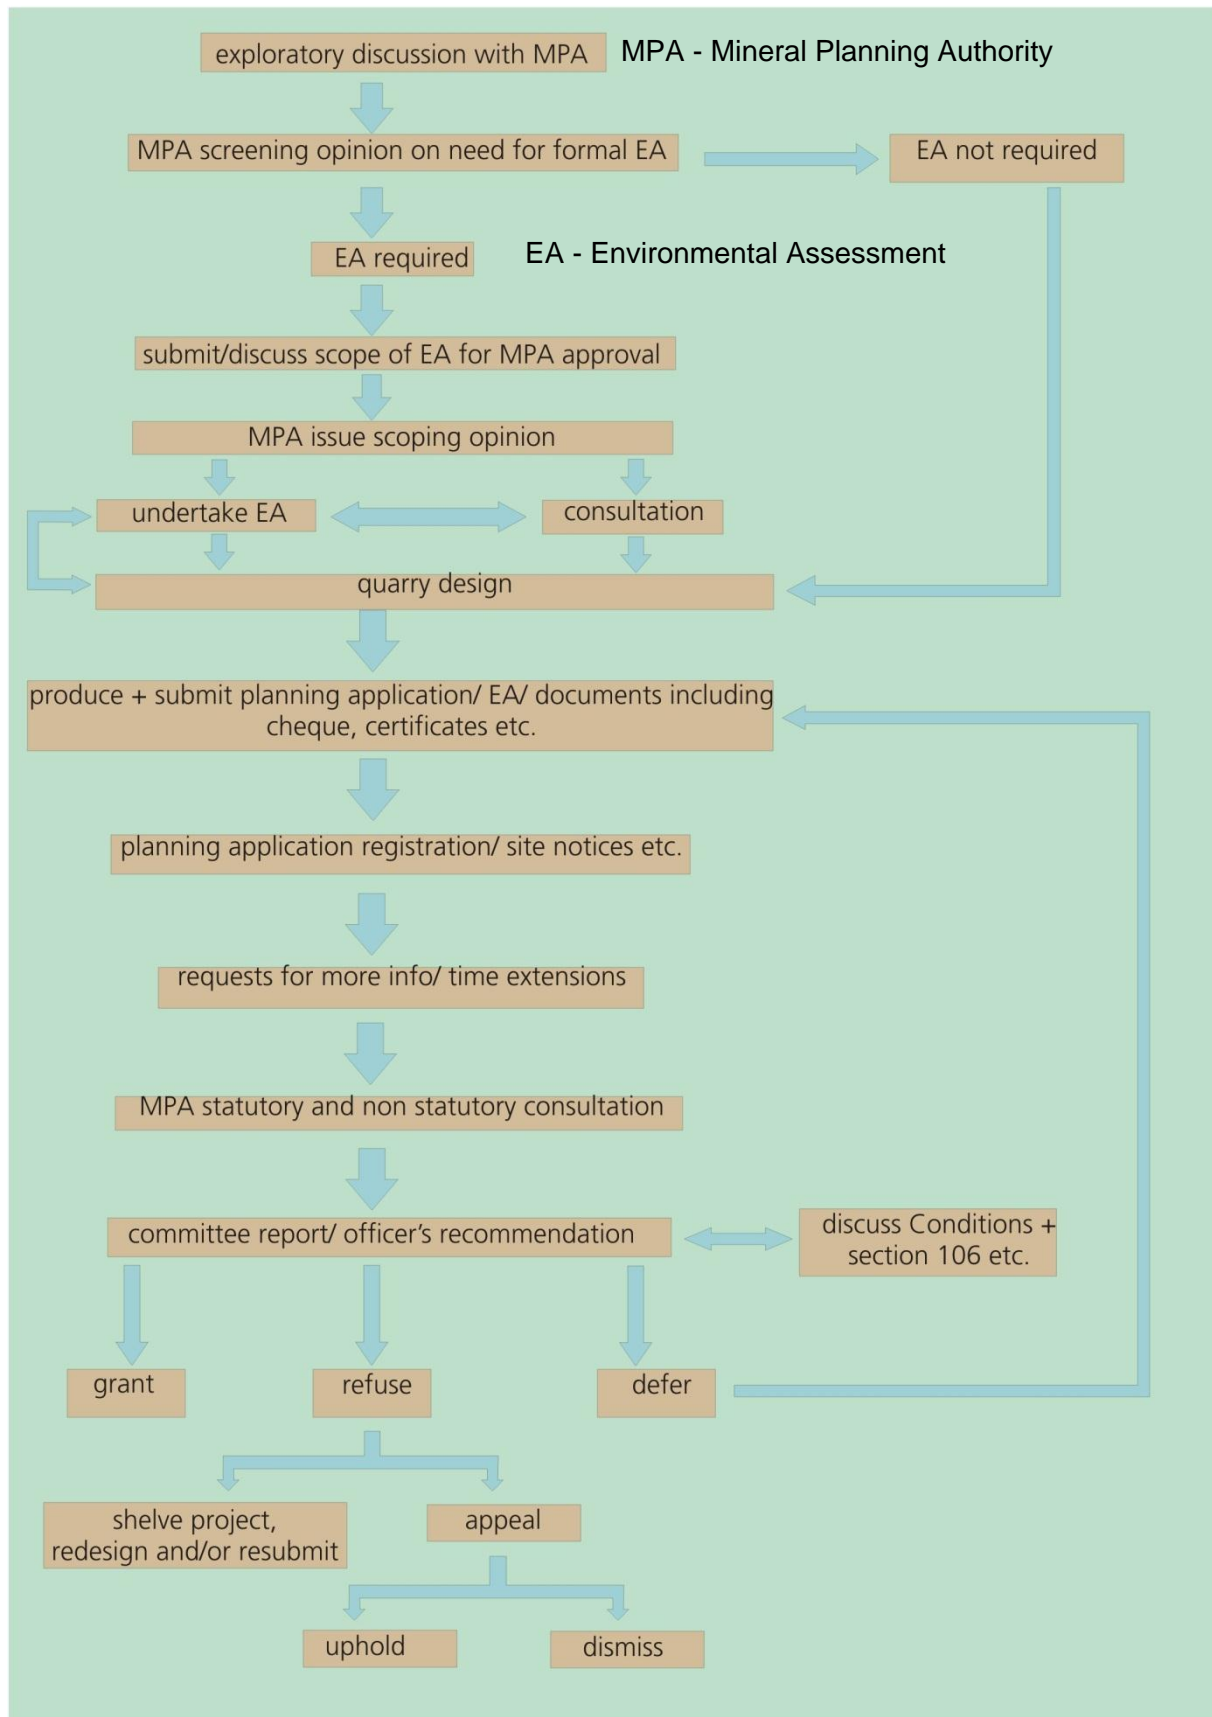 exploratory discussion with MPA
MPA - Mineral Planning Authority
MPA screening opinion on need for formal EA
EA not required
EA required
EA - Environmental Assessment
submit/discuss scope of EA for MPA approval
MPA issue scoping opinion
undertake EA
consultation
quarry design
produce + submit planning application/ EA/ documents including
cheque, certificates etc.
planning application registration/ site notices etc.
requests for more info/ time extensions
MPA statutory and non statutory consultation
committee report/ officer's recommendation
discuss Conditions +
section 106 etc.
grant
refuse
defer
shelve project,
redesign and/or resubmit
appeal
uphold
dismiss